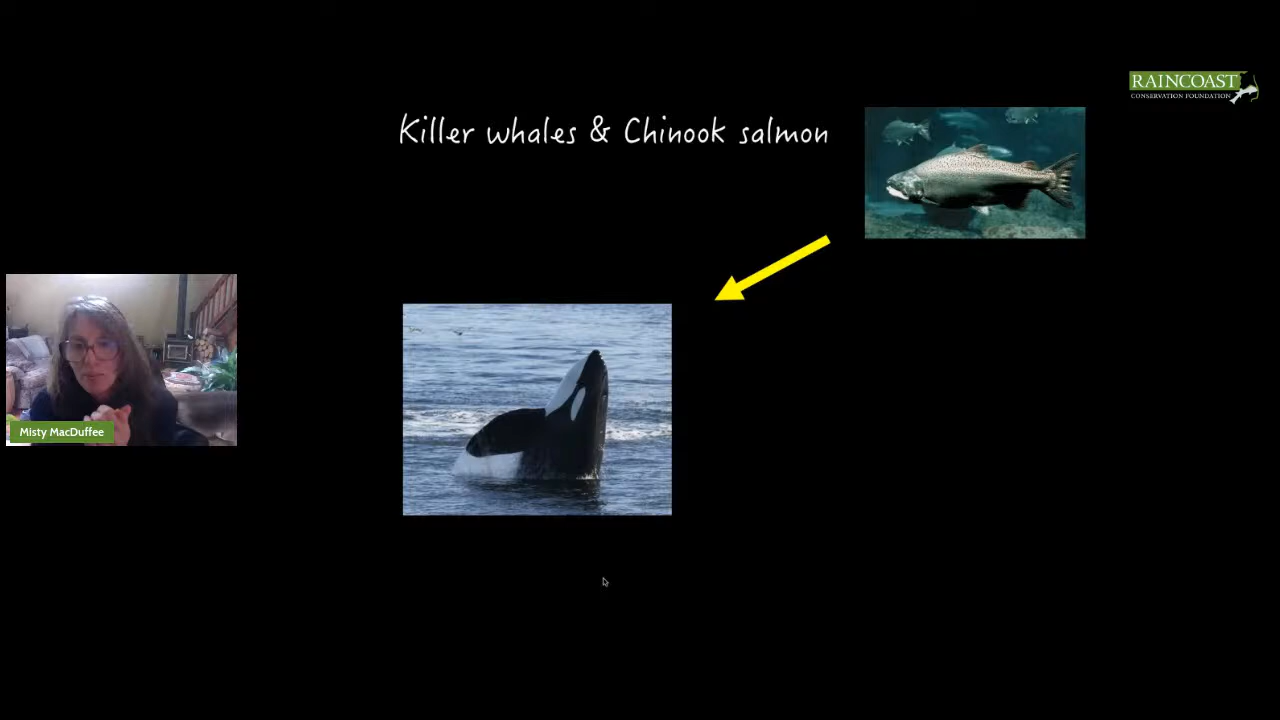 RAINCOAST
CONSERVATION FOUNDATION
Killer whales & Chinook salmon
Misty MacDuffee